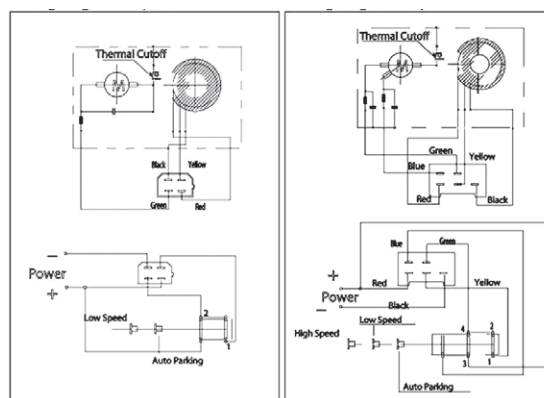 Thermal Cutoff
Black
Yellow
Green
Red
−
Power
+
2
Low Speed
1
Auto Parking
Thermal Cutoff
Green
Yellow
Blue
Red
Black
Blue
Green
+
Red
Yellow
Power
Black
−
Low Speed
4
2
High Speed
3
1
Auto Parking